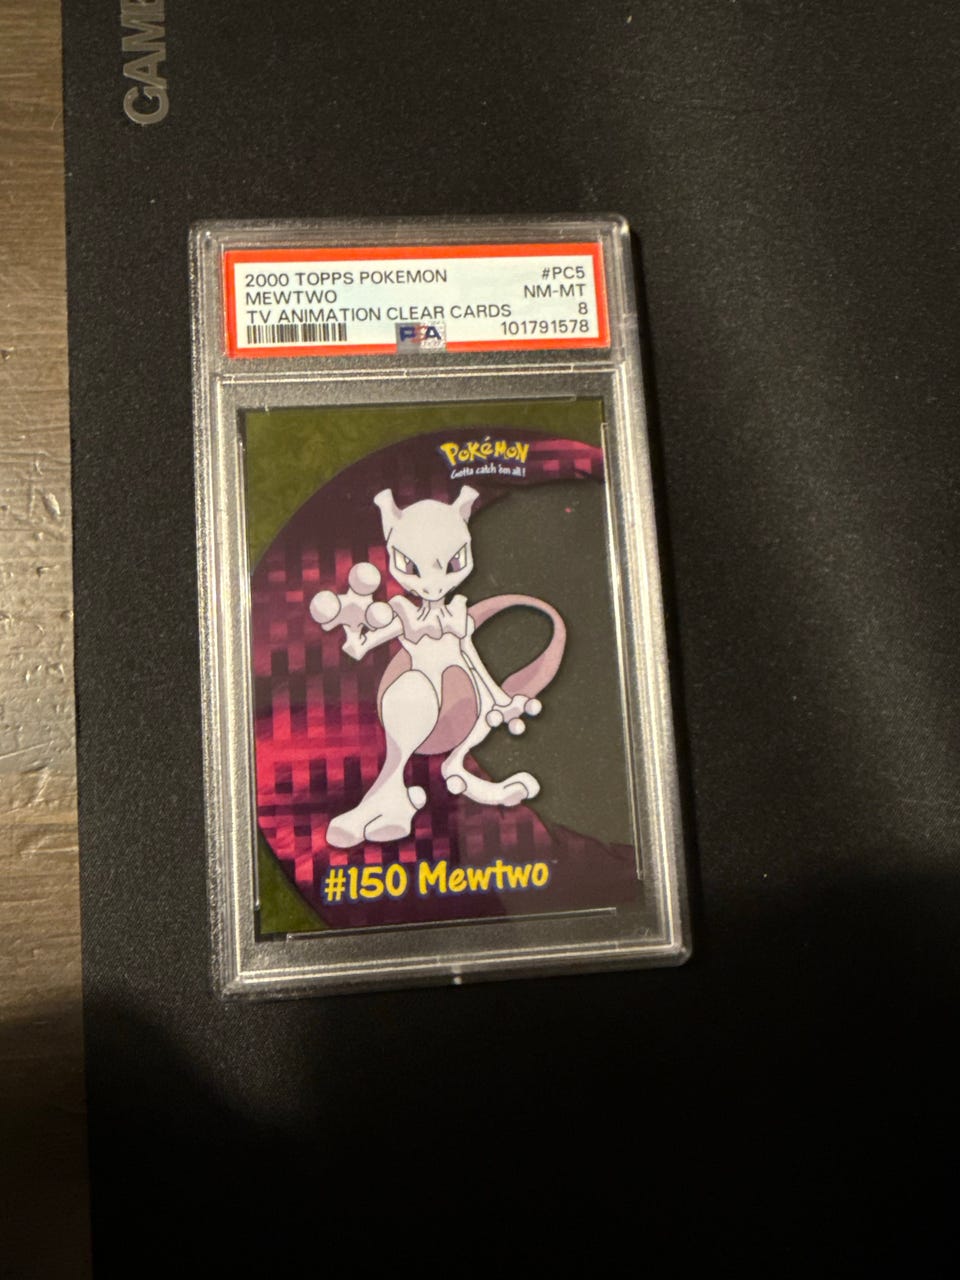 GAME
2000 TOPPS POKEMON #PC5
MEWTWO NM-MT
TV ANIMATION CLEAR CARDS 8
PSA 101791578
POKéMON
Gotta catch 'em all!
#150 Mewtwo